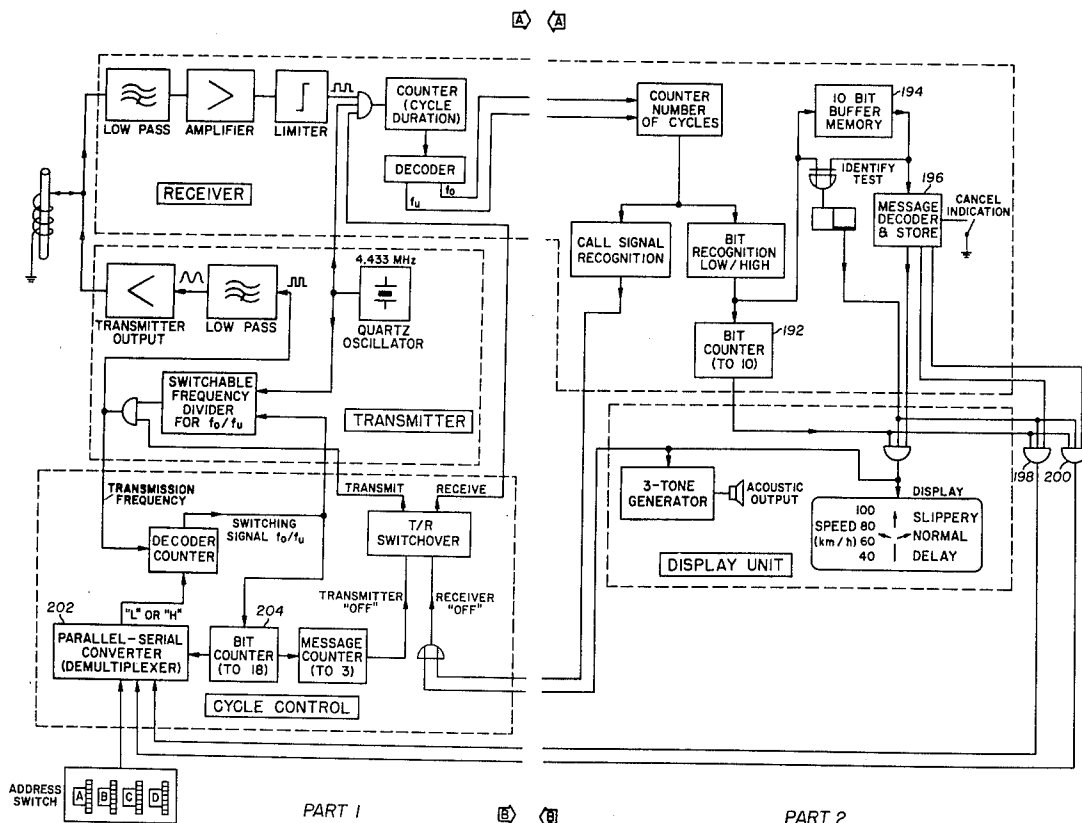 A A
LOW PASS
AMPLIFIER
LIMITER
COUNTER
(CYCLE
DURATION)
DECODER
fo
fu
RECEIVER
COUNTER
NUMBER
OF CYCLES
10 BIT
BUFFER
MEMORY
194
IDENTIFY
TEST
196
MESSAGE
DECODER
& STORE
CANCEL
INDICATION
CALL SIGNAL
RECOGNITION
BIT
RECOGNITION
LOW/HIGH
BIT
COUNTER
(TO 10)
192
TRANSMITTER
OUTPUT
LOW PASS
4,433 MHz
QUARTZ
OSCILLATOR
SWITCHABLE
FREQUENCY
DIVIDER
FOR fo/fu
TRANSMITTER
TRANSMISSION
FREQUENCY
TRANSMIT
RECEIVE
DECODER
COUNTER
SWITCHING
SIGNAL fo/fu
T/R
SWITCHOVER
"L" OR "H"
TRANSMITTER
"OFF"
RECEIVER
"OFF"
202
PARALLEL-SERIAL
CONVERTER
(DEMULTIPLEXER)
204
BIT
COUNTER
(TO 18)
MESSAGE
COUNTER
(TO 3)
CYCLE CONTROL
3-TONE
GENERATOR
ACOUSTIC
OUTPUT
198
200
DISPLAY
100
SPEED 80
(km/h) 60
40
SLIPPERY
NORMAL
DELAY
DISPLAY UNIT
ADDRESS
SWITCH
A B C D
PART 1
B B
PART 2